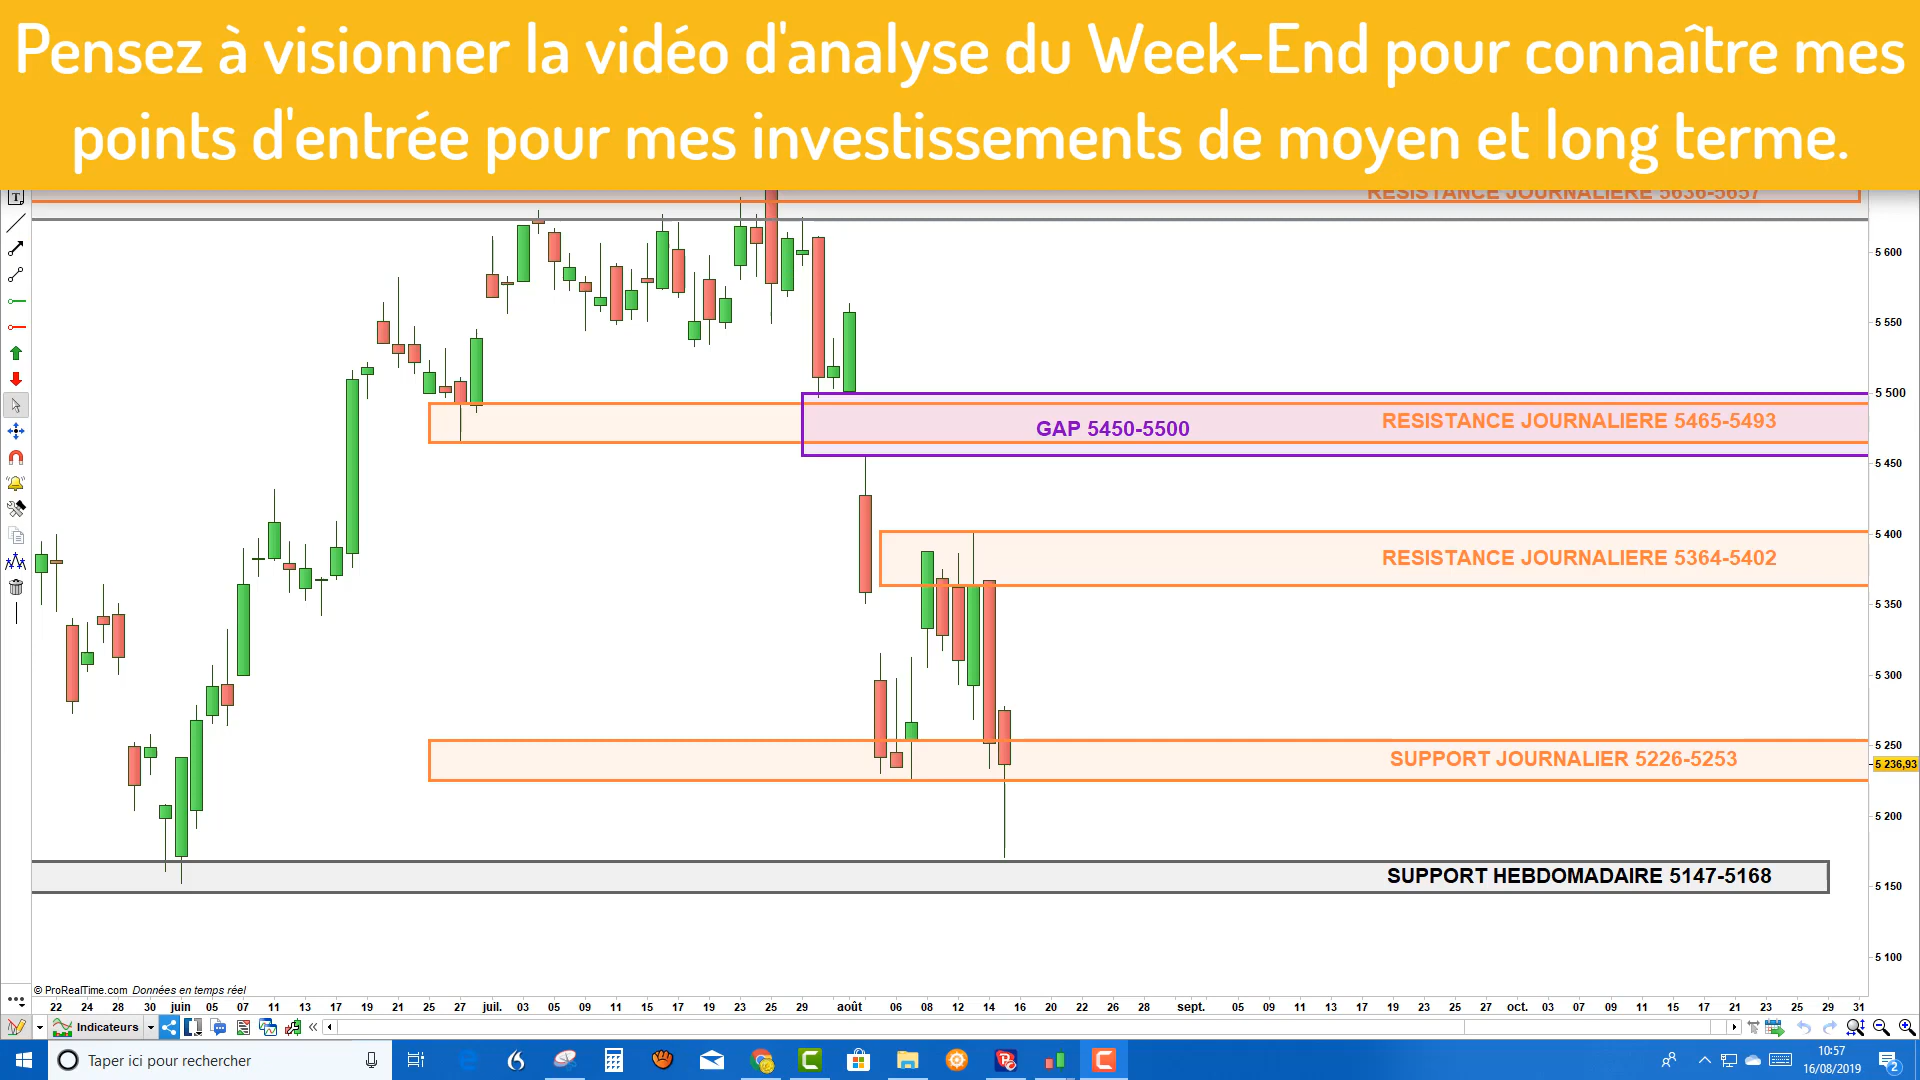 Pensez à visionner la vidéo d'analyse du Week-End pour connaître mes
points d'entrée pour mes investissements de moyen et long terme.
RESISTANCE JOURNALIERE 5636-5657
5 600
5 550
5 500
RESISTANCE JOURNALIERE 5465-5493
GAP 5450-5500
5 450
5 400
RESISTANCE JOURNALIERE 5364-5402
5 350
5 300
5 250
SUPPORT JOURNALIER 5226-5253
5 236,93
5 200
SUPPORT HEBDOMADAIRE 5147-5168
5 150
5 100
© ProRealTime.com Données en temps réel
22 24 28 30 juin 05 07 11 13 17 19 21 25 27 juil. 03 05 09 11 15 17 19 23 25 29 août 06 08 12 14 16 20 22 26 28 sept. 05 09 11 13 17 19 23 25 27 oct. 03 07 09 11 15 17 21 23 25 29 31
Indicateurs
Taper ici pour rechercher
10:57
16/08/2019
2